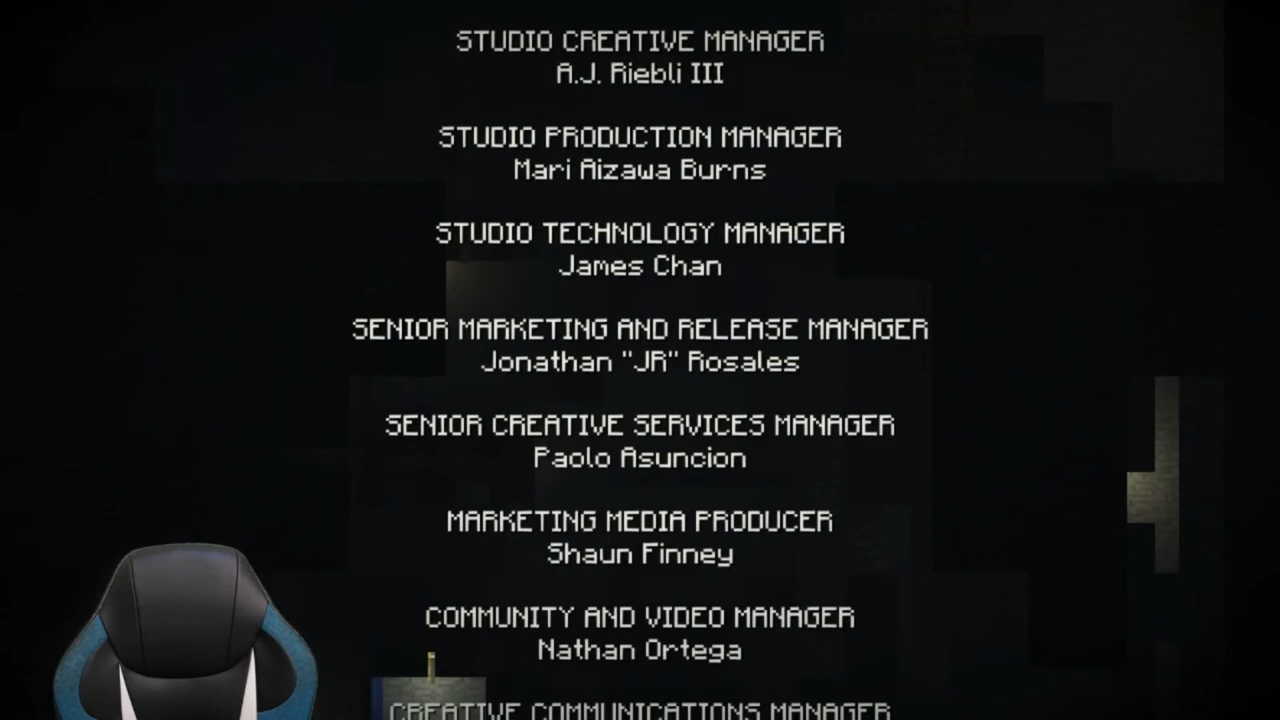 STUDIO CREATIVE MANAGER
A.J. Riebli III
STUDIO PRODUCTION MANAGER
Mari Aizawa Burns
STUDIO TECHNOLOGY MANAGER
James Chan
SENIOR MARKETING AND RELEASE MANAGER
Jonathan "JR" Rosales
SENIOR CREATIVE SERVICES MANAGER
Paolo Asuncion
MARKETING MEDIA PRODUCER
Shaun Finney
COMMUNITY AND VIDEO MANAGER
Nathan Ortega
CREATIVE COMMUNICATIONS MANAGER